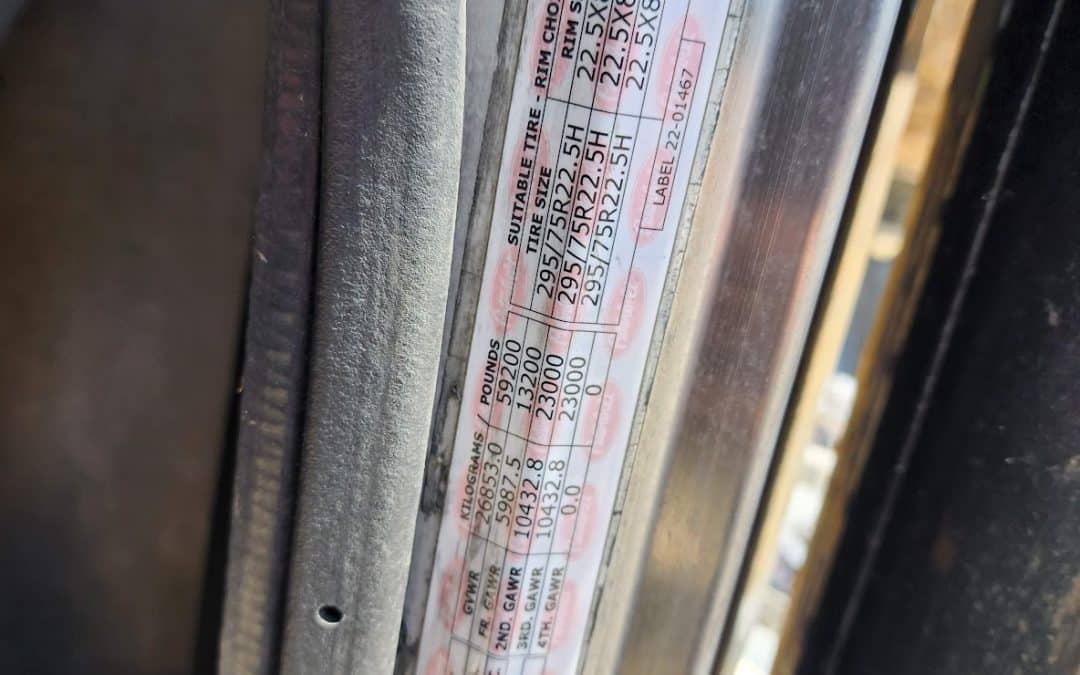 SUITABLE TIRE - RIM CHO
KILOGRAMS / POUNDS TIRE SIZE RIM S
GVWR 26853.0 59200
FR. GAWR 5987.5 13200 295/75R22.5H 22.5X8
2ND. GAWR 10432.8 23000 295/75R22.5H 22.5X8
3RD. GAWR 10432.8 23000 295/75R22.5H 22.5X8
4TH. GAWR 0.0 0
LABEL 22-01467